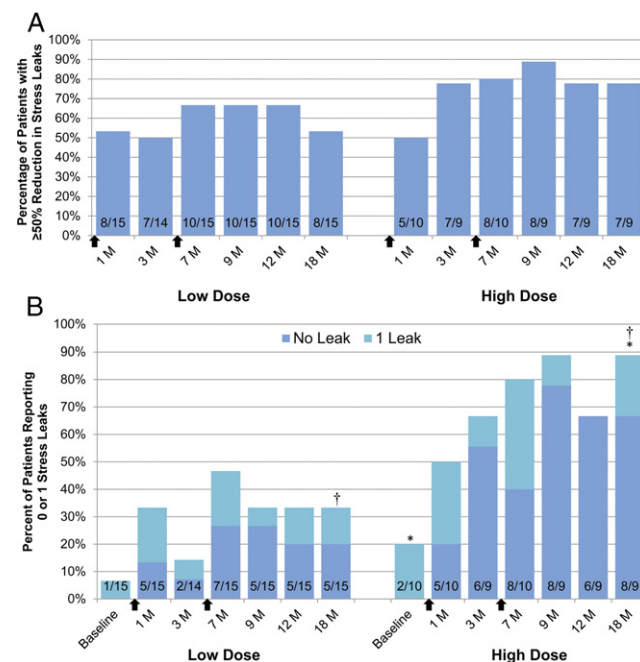 A
Percentage of Patients with
≥50% Reduction in Stress Leaks
100%
90%
80%
70%
60%
50%
40%
30%
20%
10%
0%
8/15 7/14 10/15 10/15 10/15 8/15 5/10 7/9 8/10 8/9 7/9 7/9
1 M 3 M 7 M 9 M 12 M 18 M 1 M 3 M 7 M 9 M 12 M 18 M
Low Dose High Dose
B
Percent of Patients Reporting
0 or 1 Stress Leaks
100%
90%
80%
70%
60%
50%
40%
30%
20%
10%
0%
No Leak 1 Leak
†
*
†
*
1/15 5/15 2/14 7/15 5/15 5/15 5/15 2/10 5/10 6/9 8/10 8/9 6/9 8/9
Baseline 1 M 3 M 7 M 9 M 12 M 18 M Baseline 1 M 3 M 7 M 9 M 12 M 18 M
Low Dose High Dose